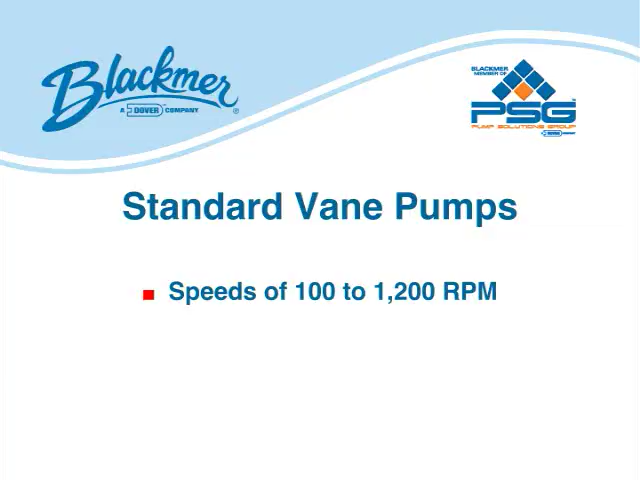 Blackmer
A DOVER COMPANY
BLACKMER
MEMBER OF
PSG
PUMP SOLUTIONS GROUP
Standard Vane Pumps
Speeds of 100 to 1,200 RPM